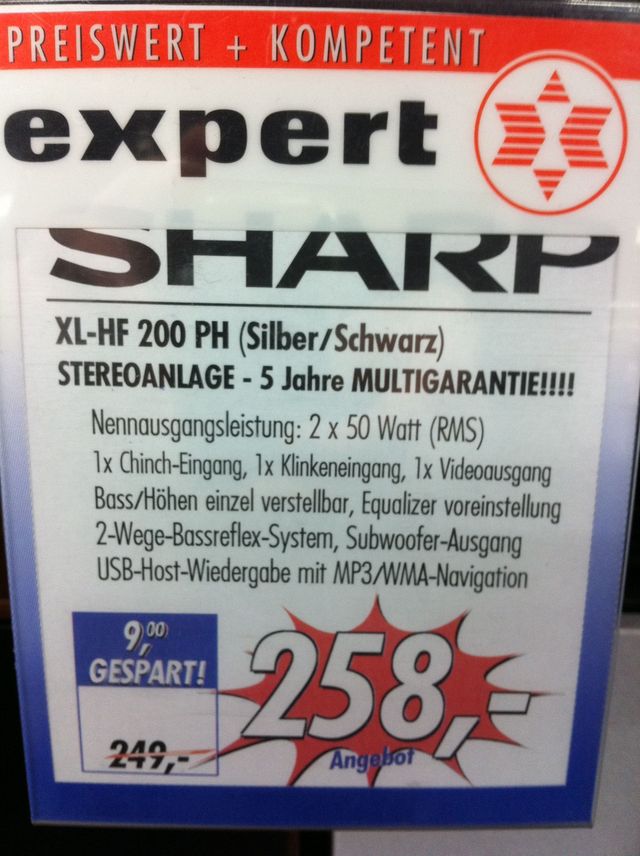 PREISWERT + KOMPETENT
expert
SHARP
XL-HF 200 PH (Silber/Schwarz)
STEREOANLAGE - 5 Jahre MULTIGARANTIE!!!!
Nennausgangsleistung: 2 x 50 Watt (RMS)
1x Chinch-Eingang, 1x Klinkeneingang, 1x Videoausgang
Bass/Höhen einzel verstellbar, Equalizer voreinstellung
2-Wege-Bassreflex-System, Subwoofer-Ausgang
USB-Host-Wiedergabe mit MP3/WMA-Navigation
9,00
GESPART!
249,-
258,-
Angebot